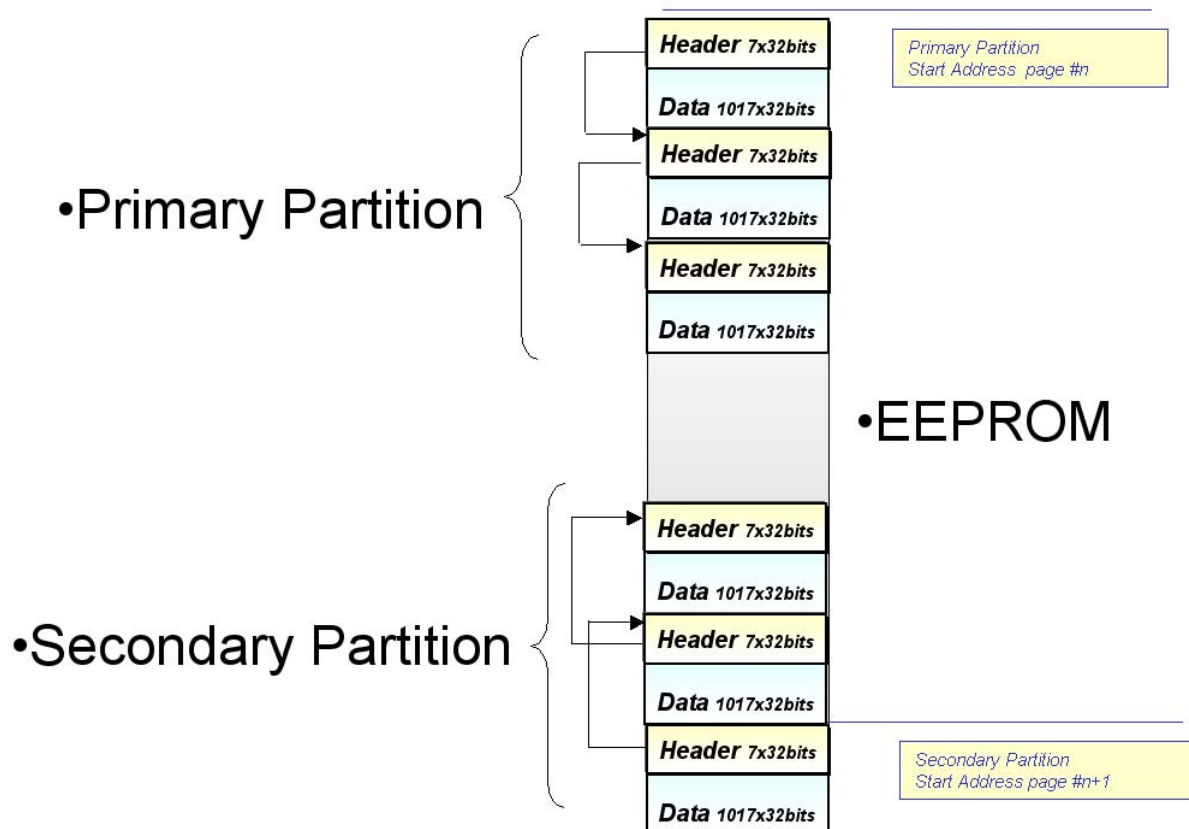 Header 7x32bits
Primary Partition
Start Address page #n
Data 1017x32bits
Header 7x32bits
•Primary Partition
Data 1017x32bits
Header 7x32bits
Data 1017x32bits
•EEPROM
Header 7x32bits
Data 1017x32bits
•Secondary Partition
Header 7x32bits
Data 1017x32bits
Header 7x32bits
Secondary Partition
Start Address page #n+1
Data 1017x32bits